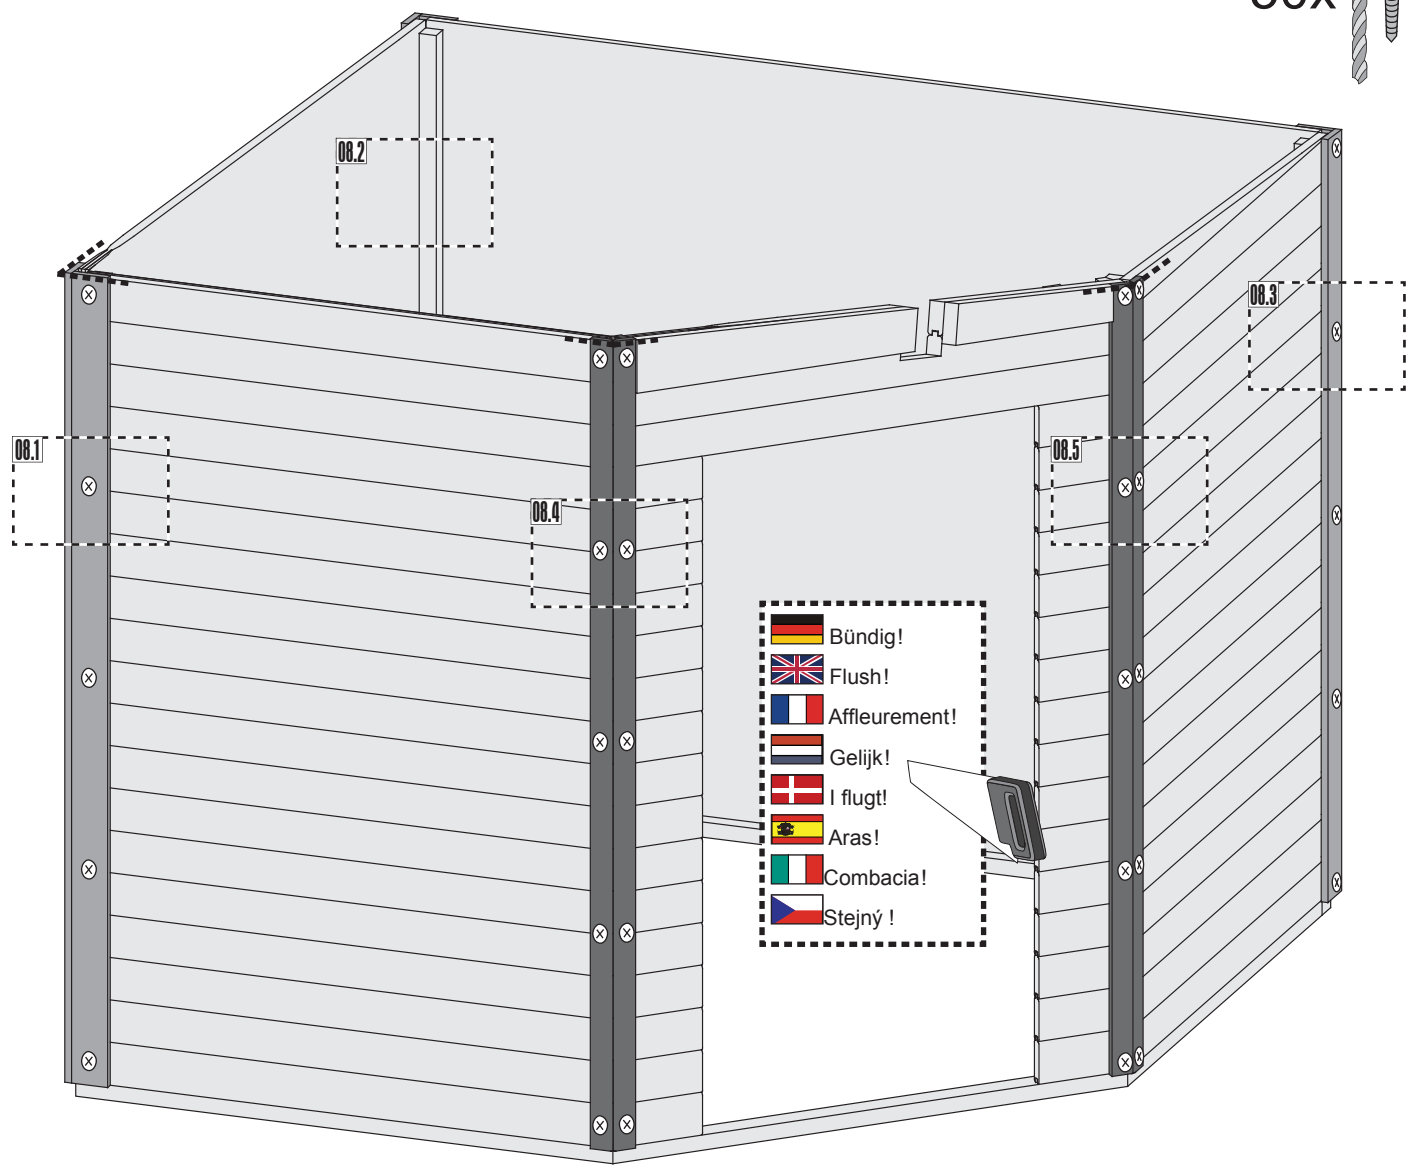 08.2
08.3
08.1
08.5
08.4
Bündig!
Flush!
Affleurement!
Gelijk!
I flugt!
Aras!
Combacia!
Stejný !